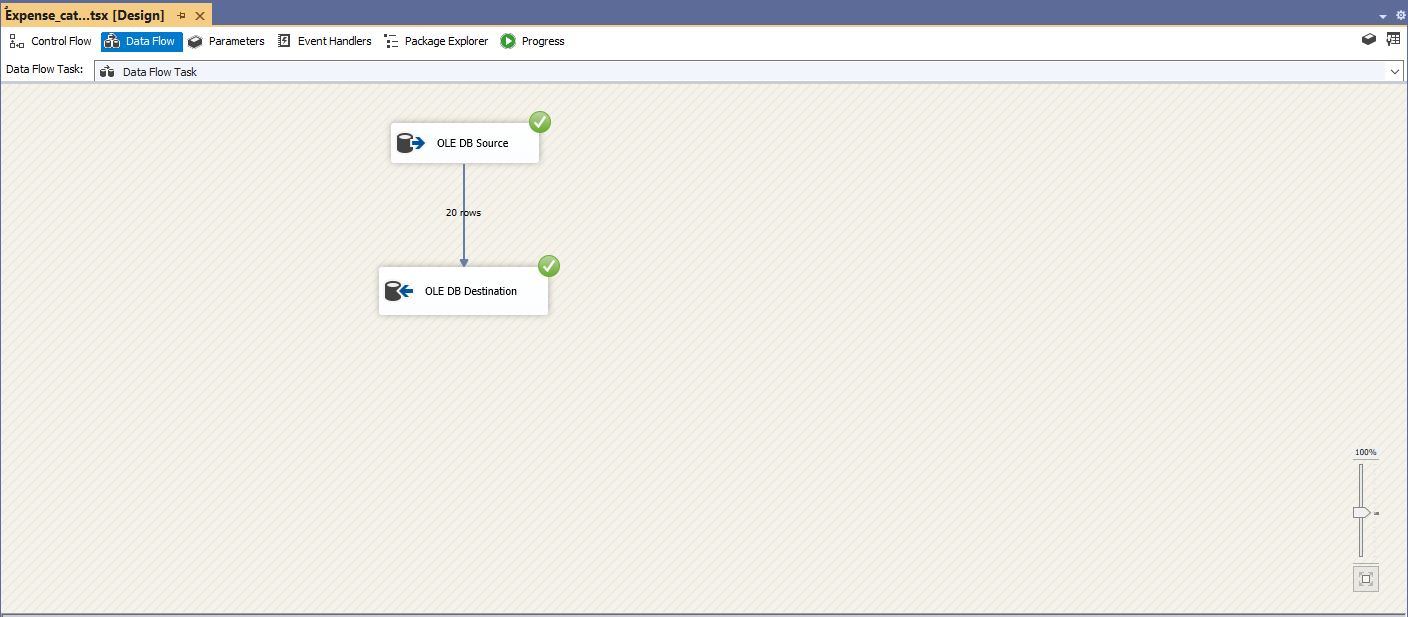 Expense_cat...tsx [Design]
Control Flow Data Flow Parameters Event Handlers Package Explorer Progress
Data Flow Task: Data Flow Task
OLE DB Source
20 rows
OLE DB Destination
100%